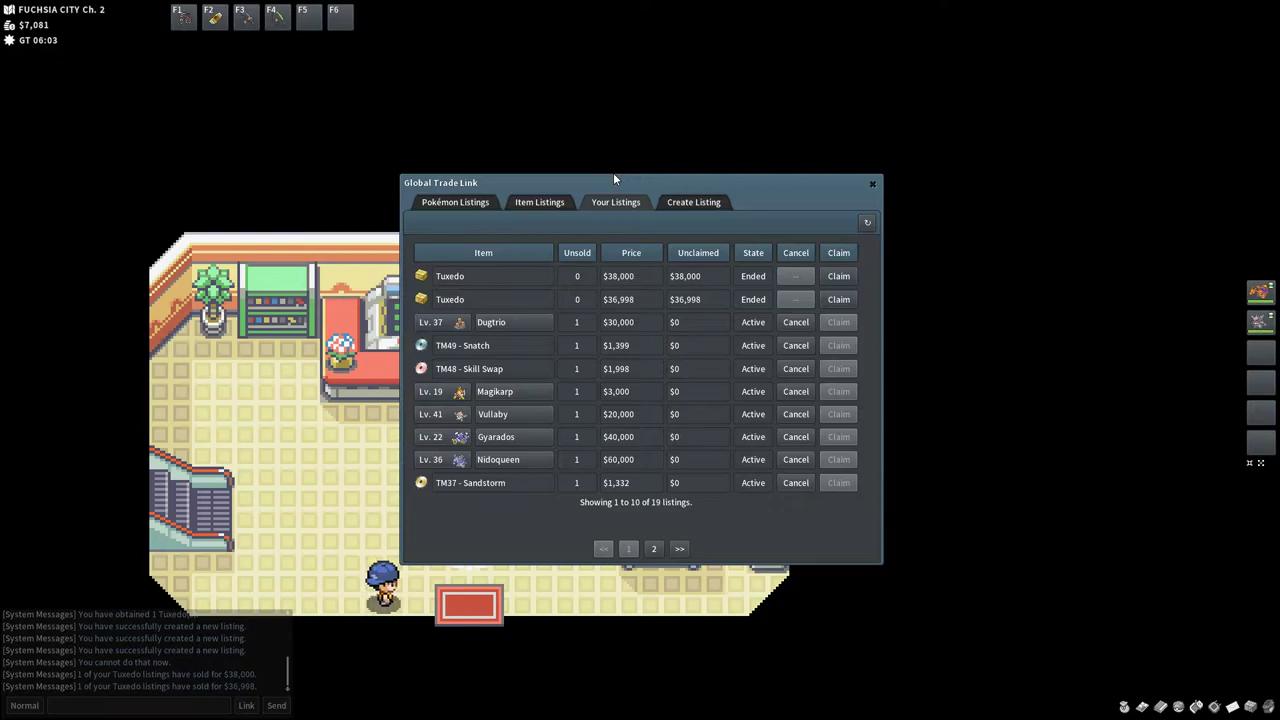 FUCHSIA CITY Ch. 2
$7,081
GT 06:03
F1 F2 F3 F4 F5 F6
Global Trade Link
Pokémon Listings Item Listings Your Listings Create Listing
Item Unsold Price Unclaimed State Cancel Claim
Tuxedo 0 $38,000 $38,000 Ended -- Claim
Tuxedo 0 $36,998 $36,998 Ended -- Claim
Lv. 37 Dugtrio 1 $30,000 $0 Active Cancel Claim
TM49 - Snatch 1 $1,399 $0 Active Cancel Claim
TM48 - Skill Swap 1 $1,998 $0 Active Cancel Claim
Lv. 19 Magikarp 1 $3,000 $0 Active Cancel Claim
Lv. 41 Vullaby 1 $20,000 $0 Active Cancel Claim
Lv. 22 Gyarados 1 $40,000 $0 Active Cancel Claim
Lv. 36 Nidoqueen 1 $60,000 $0 Active Cancel Claim
TM37 - Sandstorm 1 $1,332 $0 Active Cancel Claim
Showing 1 to 10 of 19 listings.
<< 1 2 >>
[System Messages] You have obtained 1 Tuxedo
[System Messages] You have successfully created a new listing.
[System Messages] You have successfully created a new listing.
[System Messages] You have successfully created a new listing.
[System Messages] You cannot do that now.
[System Messages] 1 of your Tuxedo listings have sold for $38,000.
[System Messages] 1 of your Tuxedo listings have sold for $36,998.
Normal Link Send